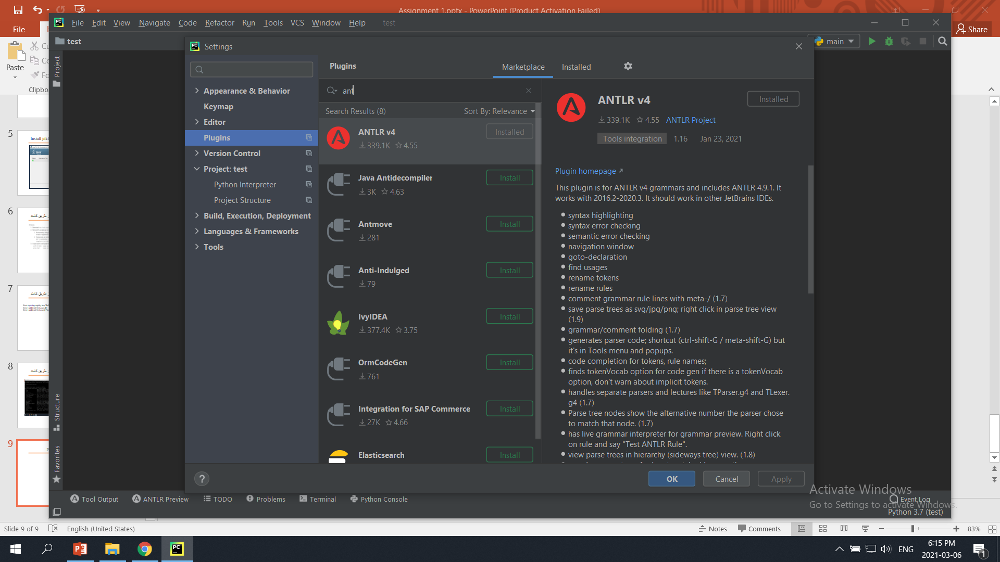 Assignment 1.pptx - PowerPoint (Product Activation Failed)
File
Share
Paste
Clipb
5
Install jdk
6
ز طریق کامند
7
ز طریق کامند
8
ز طریق کامند
9
PC
File Edit View Navigate Code Refactor Run Tools VCS Window Help test
test
main
Project
Structure
Favorites
Settings
Appearance & Behavior
Keymap
Editor
Plugins
Version Control
Project: test
Python Interpreter
Project Structure
Build, Execution, Deployment
Languages & Frameworks
Tools
Plugins
Marketplace
Installed
ant
Search Results (8)
Sort By: Relevance
ANTLR v4
Installed
339.1K 4.55
Java Antidecompiler
Install
3K 4.63
Antmove
Install
281
Anti-Indulged
Install
79
IvyIDEA
Install
377.4K 3.75
OrmCodeGen
Install
761
Integration for SAP Commerce
Install
27K 4.66
Elasticsearch
Install
ANTLR v4
Installed
339.1K 4.55 ANTLR Project
Tools integration 1.16 Jan 23, 2021
Plugin homepage
This plugin is for ANTLR v4 grammars and includes ANTLR 4.9.1. It
works with 2016.2-2020.3. It should work in other JetBrains IDEs.
syntax highlighting
syntax error checking
semantic error checking
navigation window
goto-declaration
find usages
rename tokens
rename rules
comment grammar rule lines with meta-/ (1.7)
save parse trees as svg/jpg/png; right click in parse tree view
(1.9)
grammar/comment folding (1.7)
generates parser code; shortcut (ctrl-shift-G / meta-shift-G) but
it's in Tools menu and popups.
code completion for tokens, rule names;
finds tokenVocab option for code gen if there is a tokenVocab
option, don't warn about implicit tokens.
handles separate parsers and lectures like TParser.g4 and TLexer.
g4 (1.7)
Parse tree nodes show the alternative number the parser chose
to match that node. (1.7)
has live grammar interpreter for grammar preview. Right click
on rule and say "Test ANTLR Rule".
view parse trees in hierarchy (sideways tree) view. (1.8)
?
OK
Cancel
Apply
Tool Output ANTLR Preview TODO Problems Terminal Python Console
Event Log
Python 3.7 (test)
Activate Windows
Go to Settings to activate Windows.
Slide 9 of 9 English (United States)
Notes Comments
83%
ENG
6:15 PM
2021-03-06
1